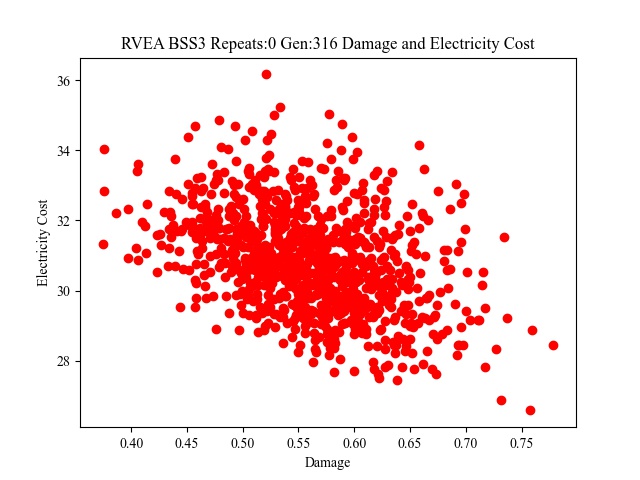 RVEA BSS3 Repeats:0 Gen:316 Damage and Electricity Cost
36
34
32
30
28
Electricity Cost
0.40 0.45 0.50 0.55 0.60 0.65 0.70 0.75
Damage